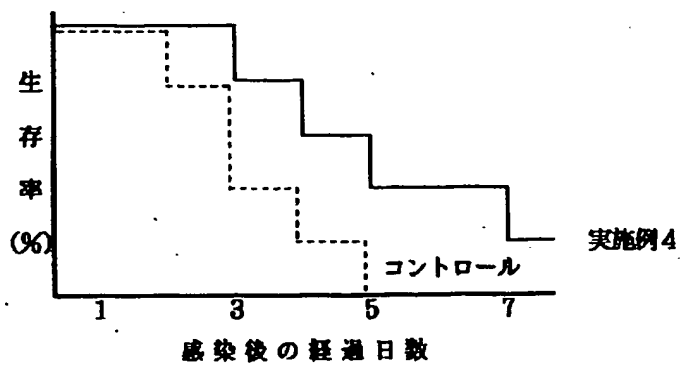 生存率(%)
実施例4
コントロール
1 3 5 7
感染後の経過日数